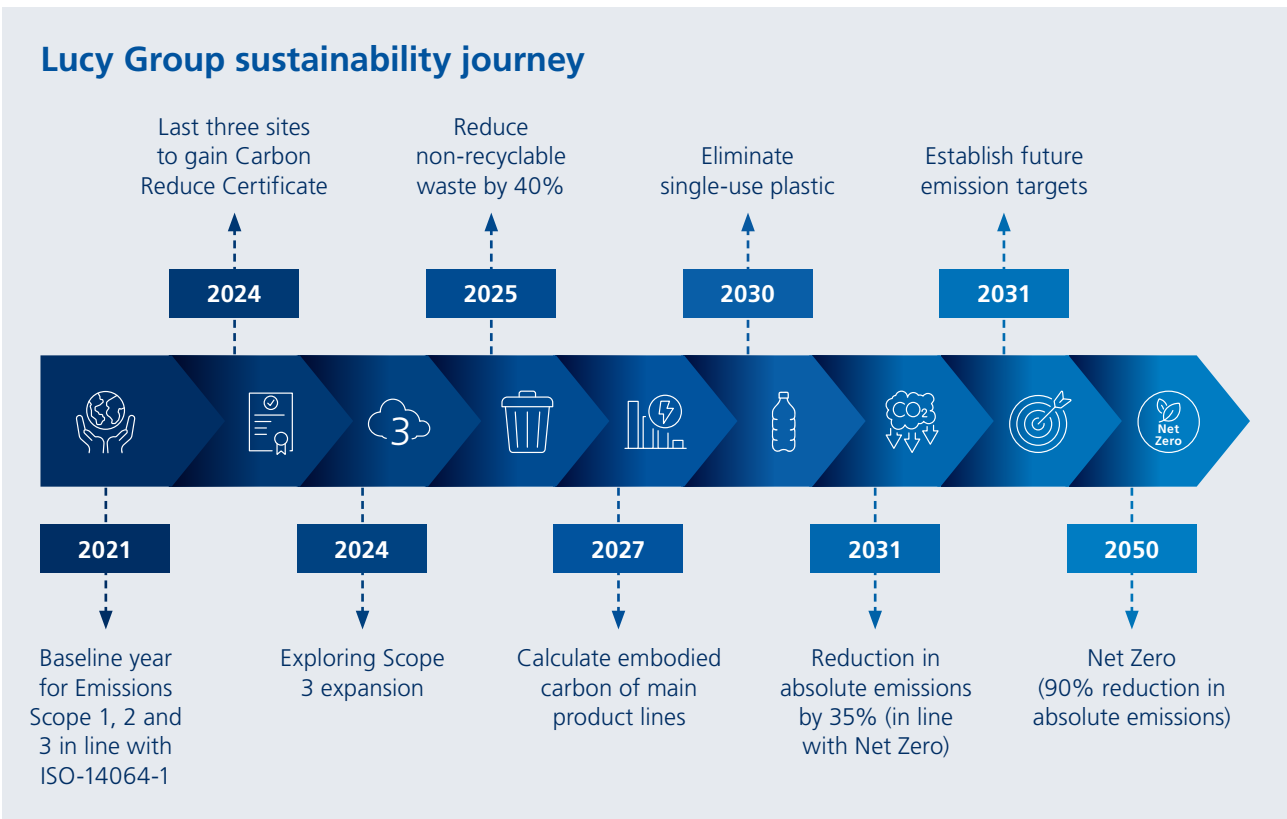 Lucy Group sustainability journey
Last three sites
to gain Carbon
Reduce Certificate
Reduce
non-recyclable
waste by 40%
Eliminate
single-use plastic
Establish future
emission targets
2024
2025
2030
2031
3
CO2
Net
Zero
2021
2024
2027
2031
2050
Baseline year
for Emissions
Scope 1, 2 and
3 in line with
ISO-14064-1
Exploring Scope
3 expansion
Calculate embodied
carbon of main
product lines
Reduction in
absolute emissions
by 35% (in line
with Net Zero)
Net Zero
(90% reduction in
absolute emissions)